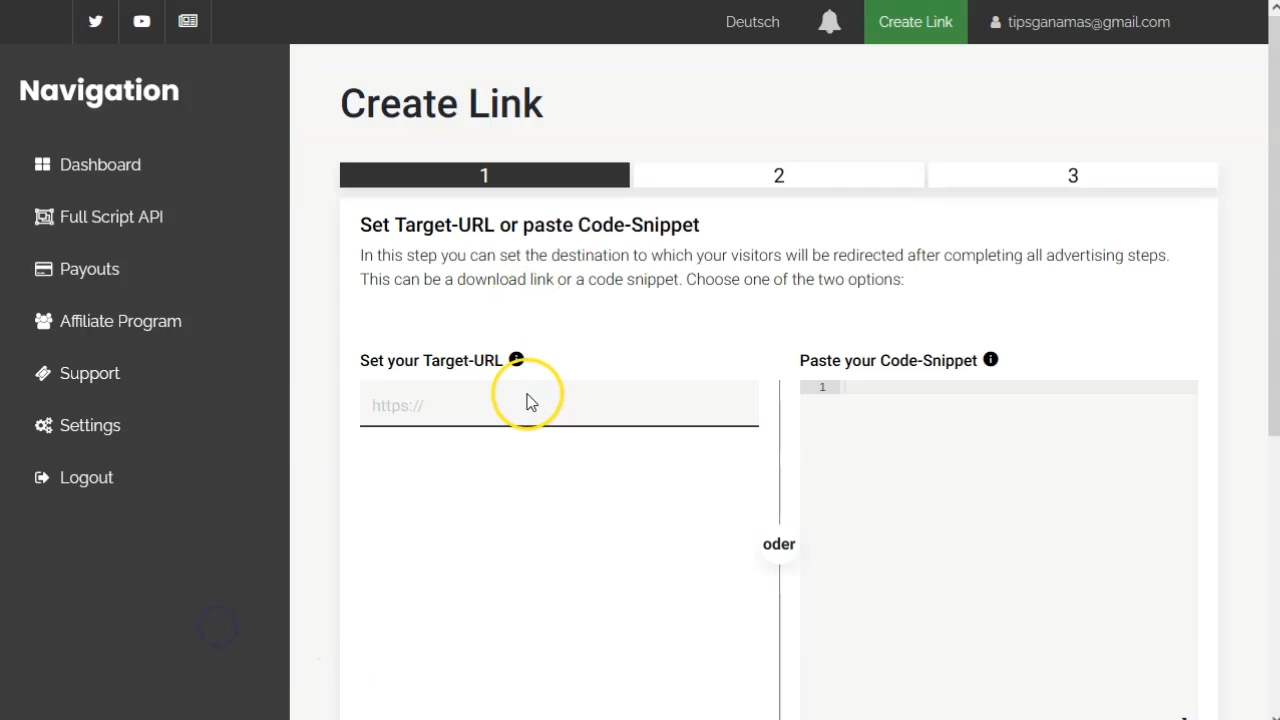 Deutsch
Create Link
tipsganamas@gmail.com
Navigation
Dashboard
Full Script API
Payouts
Affiliate Program
Support
Settings
Logout
Create Link
1
2
3
Set Target-URL or paste Code-Snippet
In this step you can set the destination to which your visitors will be redirected after completing all advertising steps.
This can be a download link or a code snippet. Choose one of the two options:
Set your Target-URL
https://
oder
Paste your Code-Snippet
1